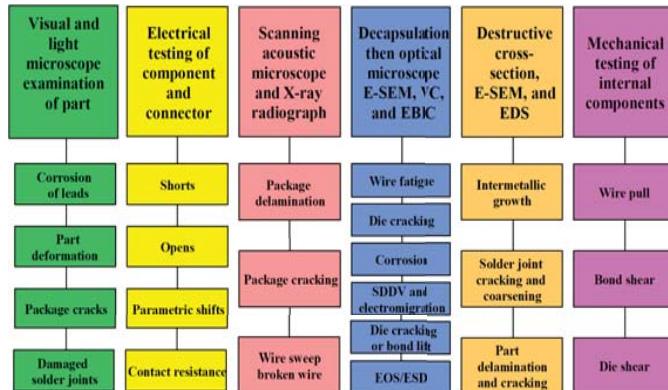 Visual and
light
microscope
examination
of part
Corrosion
of leads
Part
deformation
Package cracks
Damaged
solder joints
Electrical
testing of
component
and
connector
Shorts
Opens
Parametric shifts
Contact resistance
Scanning
acoustic
microscope
and X-ray
radiograph
Package
delamination
Package cracking
Wire sweep
broken wire
Decapsulation
then optical
microscope
E-SEM, VC,
and EBIC
Wire fatigue
Die cracking
Corrosion
SDDV and
electromigration
Die cracking
or bond lift
EOS/ESD
Destructive
cross-
section,
E-SEM, and
EDS
Intermetallic
growth
Solder joint
cracking and
coarsening
Part
delamination
and cracking
Mechanical
testing of
internal
components
Wire pull
Bond shear
Die shear